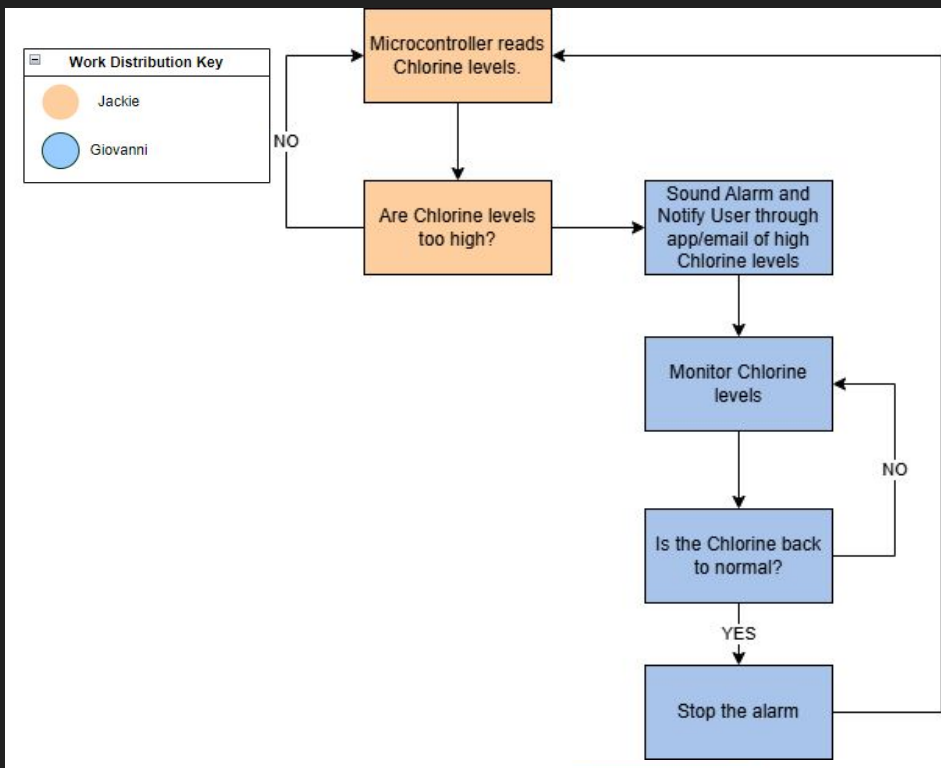 Work Distribution Key
Jackie
Giovanni
Microcontroller reads
Chlorine levels.
NO
Are Chlorine levels
too high?
Sound Alarm and
Notify User through
app/email of high
Chlorine levels
Monitor Chlorine
levels
NO
Is the Chlorine back
to normal?
YES
Stop the alarm